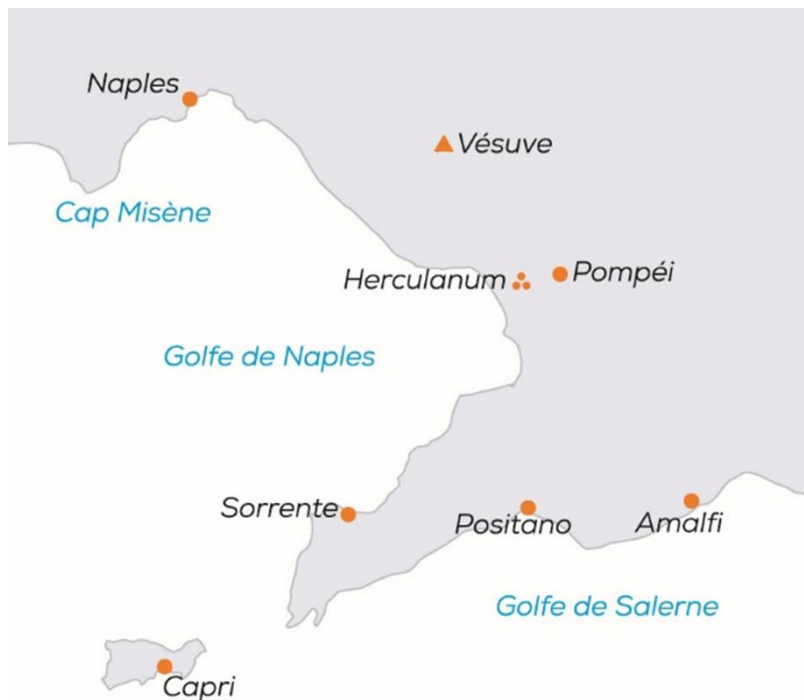 Naples
Vésuve
Cap Misène
Herculanum
Pompéi
Golfe de Naples
Sorrente
Positano
Amalfi
Golfe de Salerne
Capri